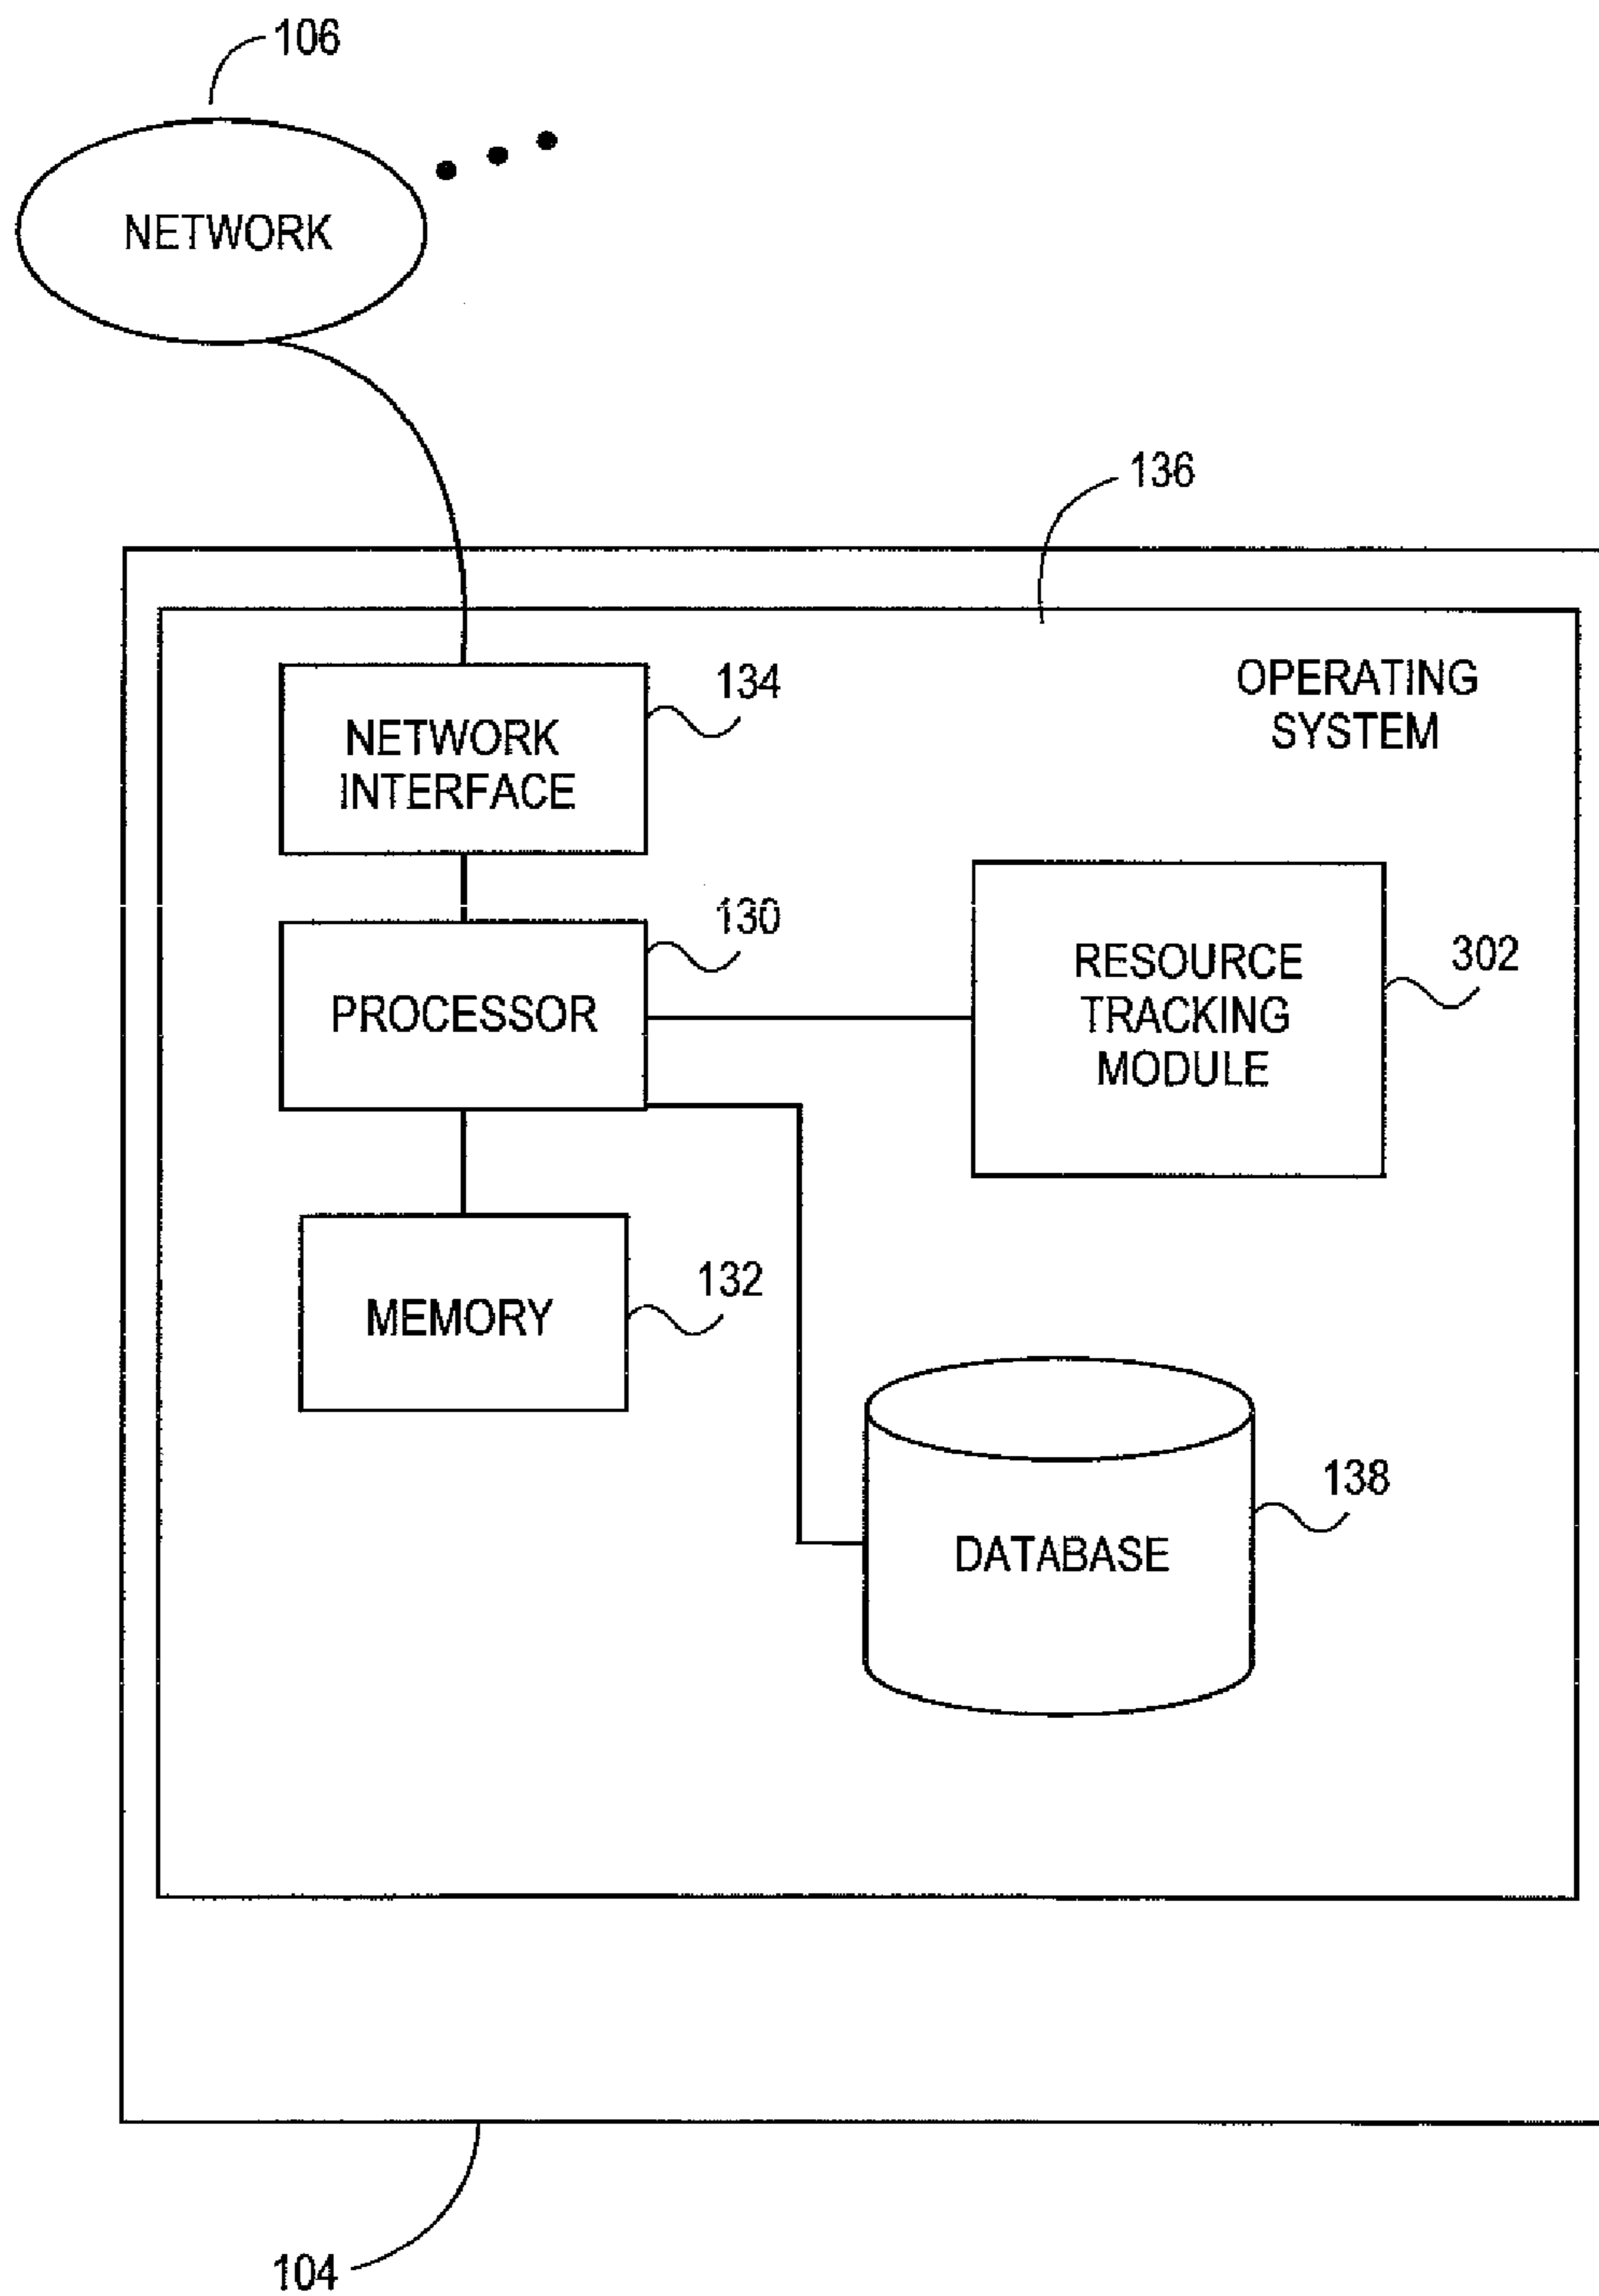 106
NETWORK
136
OPERATING
SYSTEM
134
NETWORK
INTERFACE
130
PROCESSOR
RESOURCE
TRACKING
MODULE
302
132
MEMORY
138
DATABASE
104